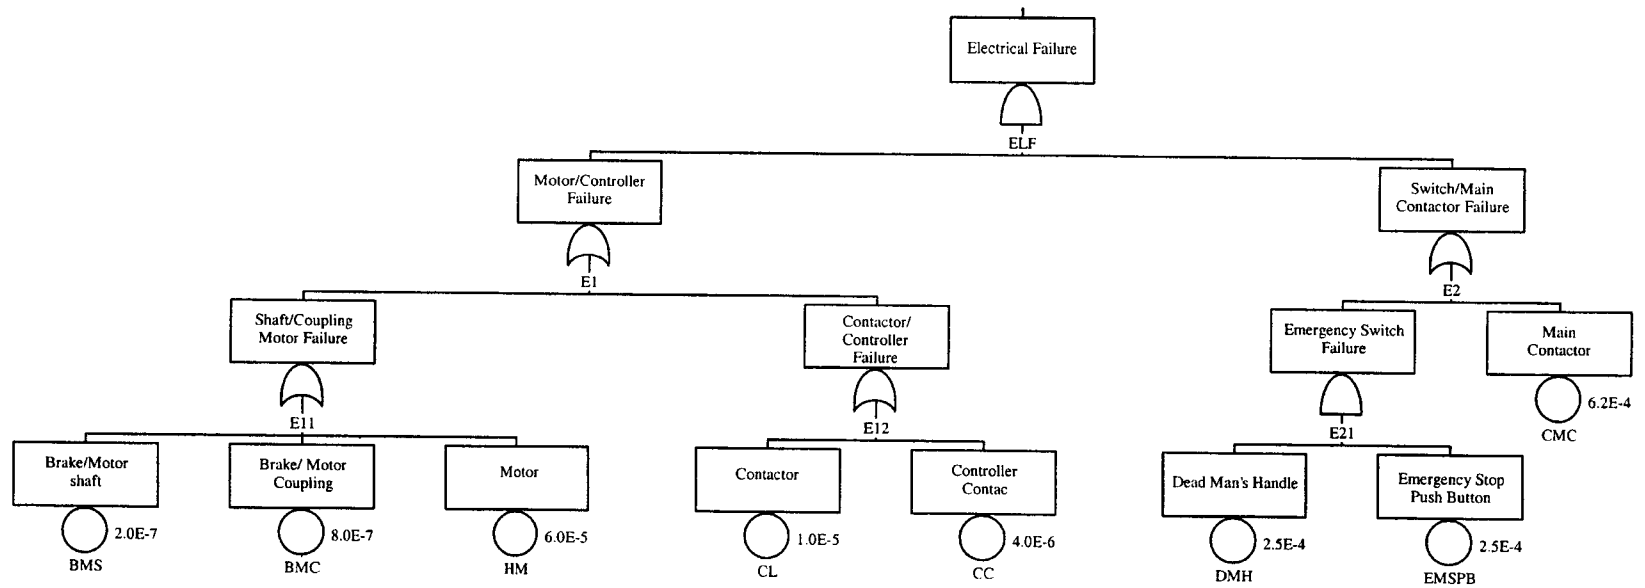 Electrical Failure
ELF
Motor/Controller
Failure
Switch/Main
Contactor Failure
E1
E2
Shaft/Coupling
Motor Failure
Contactor/
Controller
Failure
Emergency Switch
Failure
Main
Contactor
6.2E-4
CMC
E11
E12
E21
Brake/Motor
shaft
Brake/ Motor
Coupling
Motor
Contactor
Controller
Contac
Dead Man's Handle
Emergency Stop
Push Button
2.0E-7
8.0E-7
6.0E-5
1.0E-5
4.0E-6
2.5E-4
2.5E-4
BMS
BMC
HM
CL
CC
DMH
EMSPB